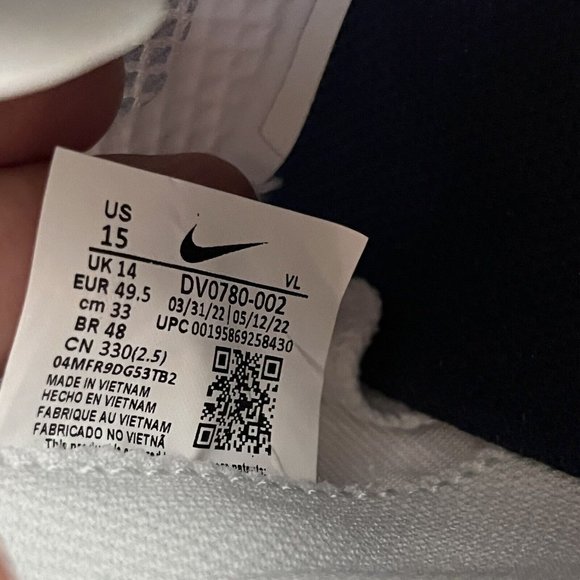 US
15
UK 14
EUR 49.5
cm 33
BR 48
CN 330(2.5)
04MFR9DG53TB2
MADE IN VIETNAM
HECHO EN VIETNAM
FABRIQUE AU VIETNAM
FABRICADO NO VIETNÃ
VL
DV0780-002
03/31/22|05/12/22
UPC 00195869258430
This